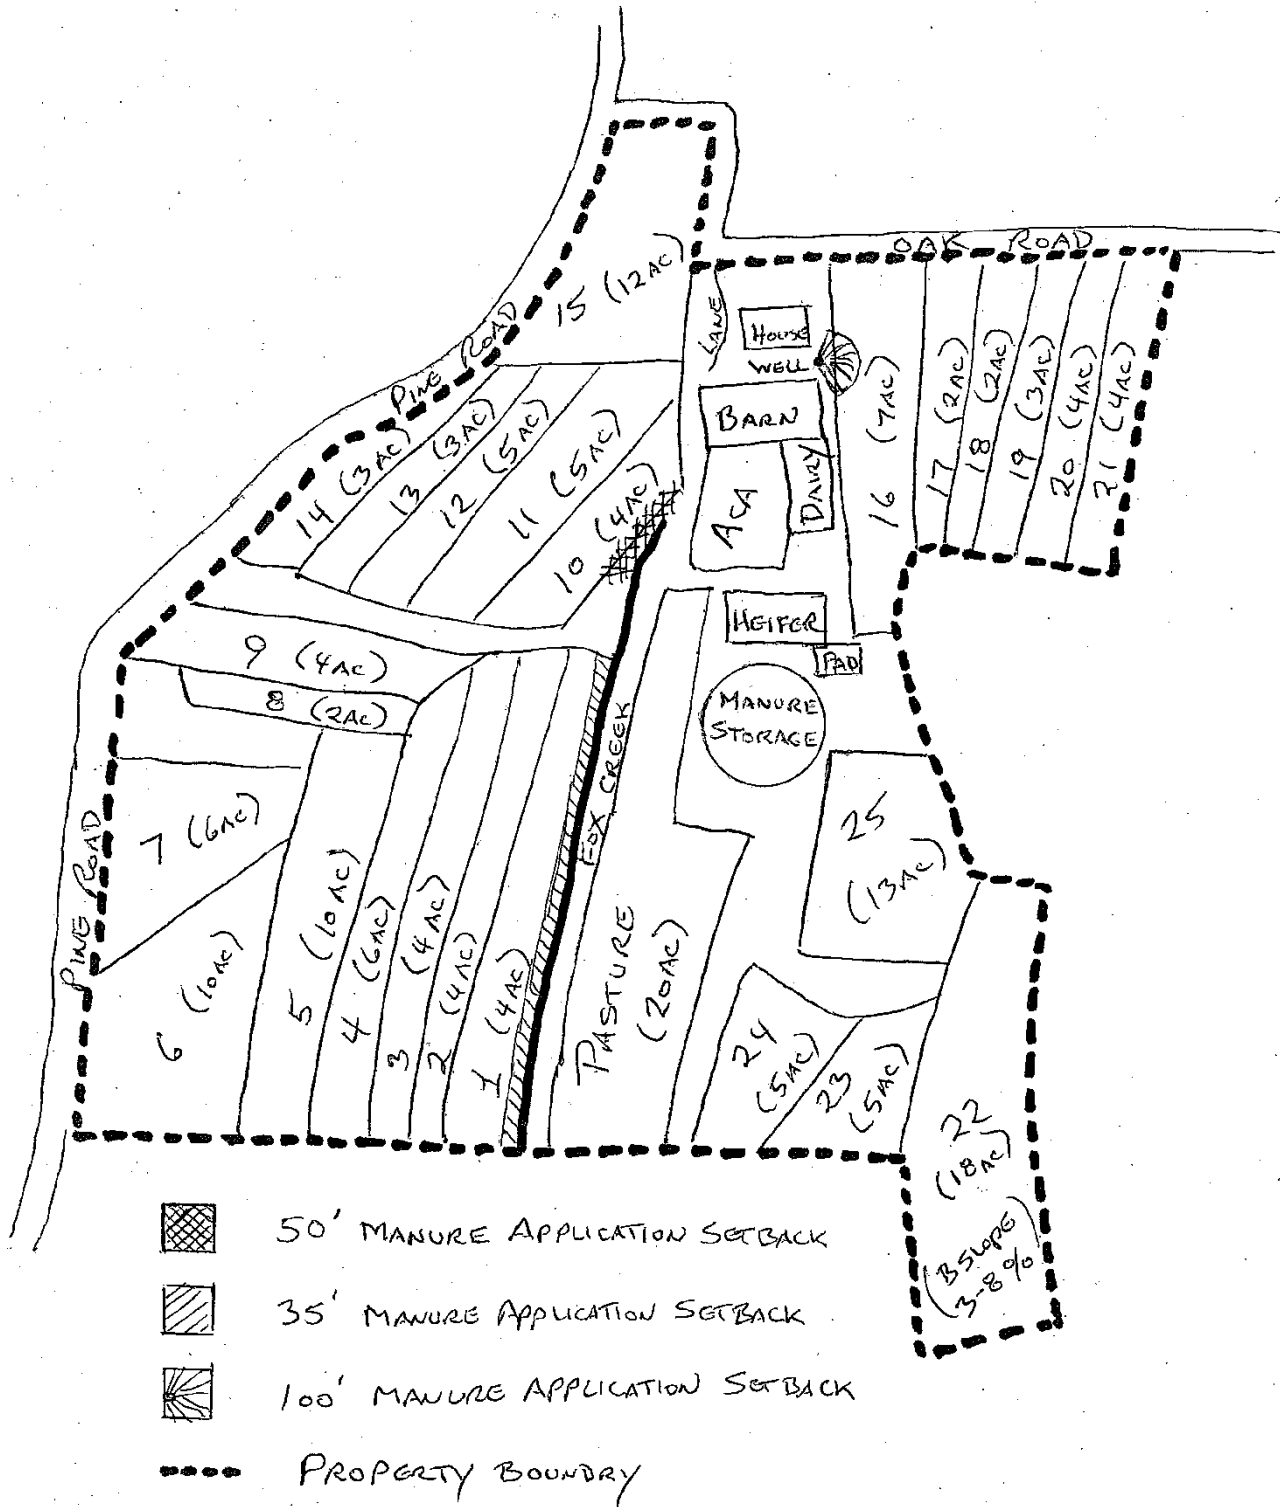 OAK ROAD
15 (12AC)
LANE
HOUSE
WELL
PINE ROAD
BARN
DAIRY
ACA
14 (3AC)
13 (3AC)
12 (5AC)
11 (5AC)
10 (4AC)
16 (7AC)
17 (2AC)
18 (2AC)
19 (3AC)
20 (4AC)
21 (4AC)
HEIFER
PAD
9 (4AC)
8 (2AC)
MANURE
STORAGE
FOX CREEK
7 (6AC)
PINE ROAD
25
(13AC)
6 (10AC)
5 (10AC)
4 (6AC)
3 (4AC)
2 (4AC)
1 (4AC)
PASTURE
(20AC)
24
(5AC)
23
(5AC)
22
(18AC)
(B SLOPE
3-8%)
50' MANURE APPLICATION SETBACK
35' MANURE APPLICATION SETBACK
100' MANURE APPLICATION SETBACK
PROPERTY BOUNDRY